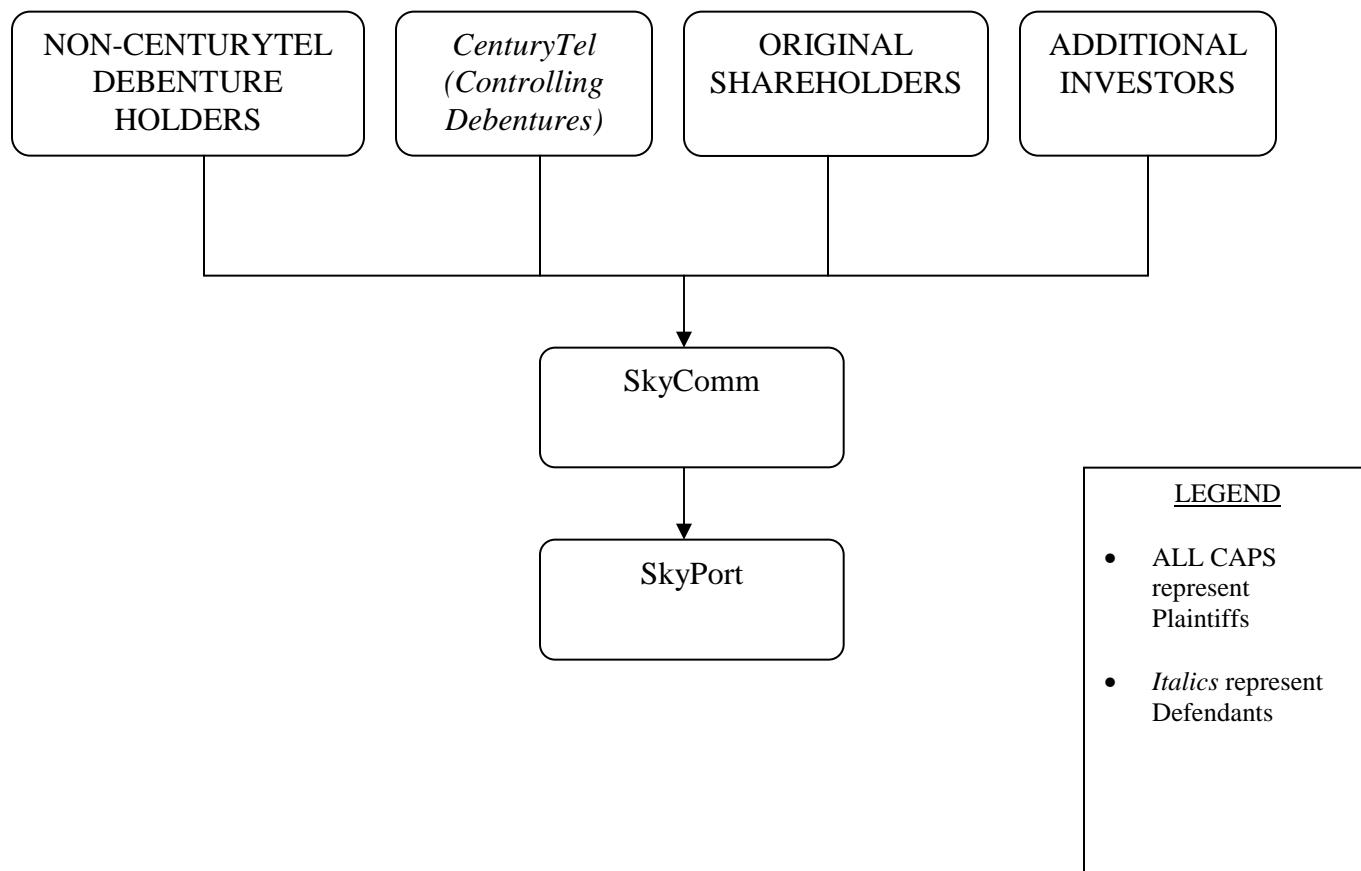 NON-CENTURYTEL
DEBENTURE
HOLDERS
CenturyTel
(Controlling
Debentures)
ORIGINAL
SHAREHOLDERS
ADDITIONAL
INVESTORS
SkyComm
SkyPort
LEGEND
• ALL CAPS
represent
Plaintiffs
• Italics represent
Defendants